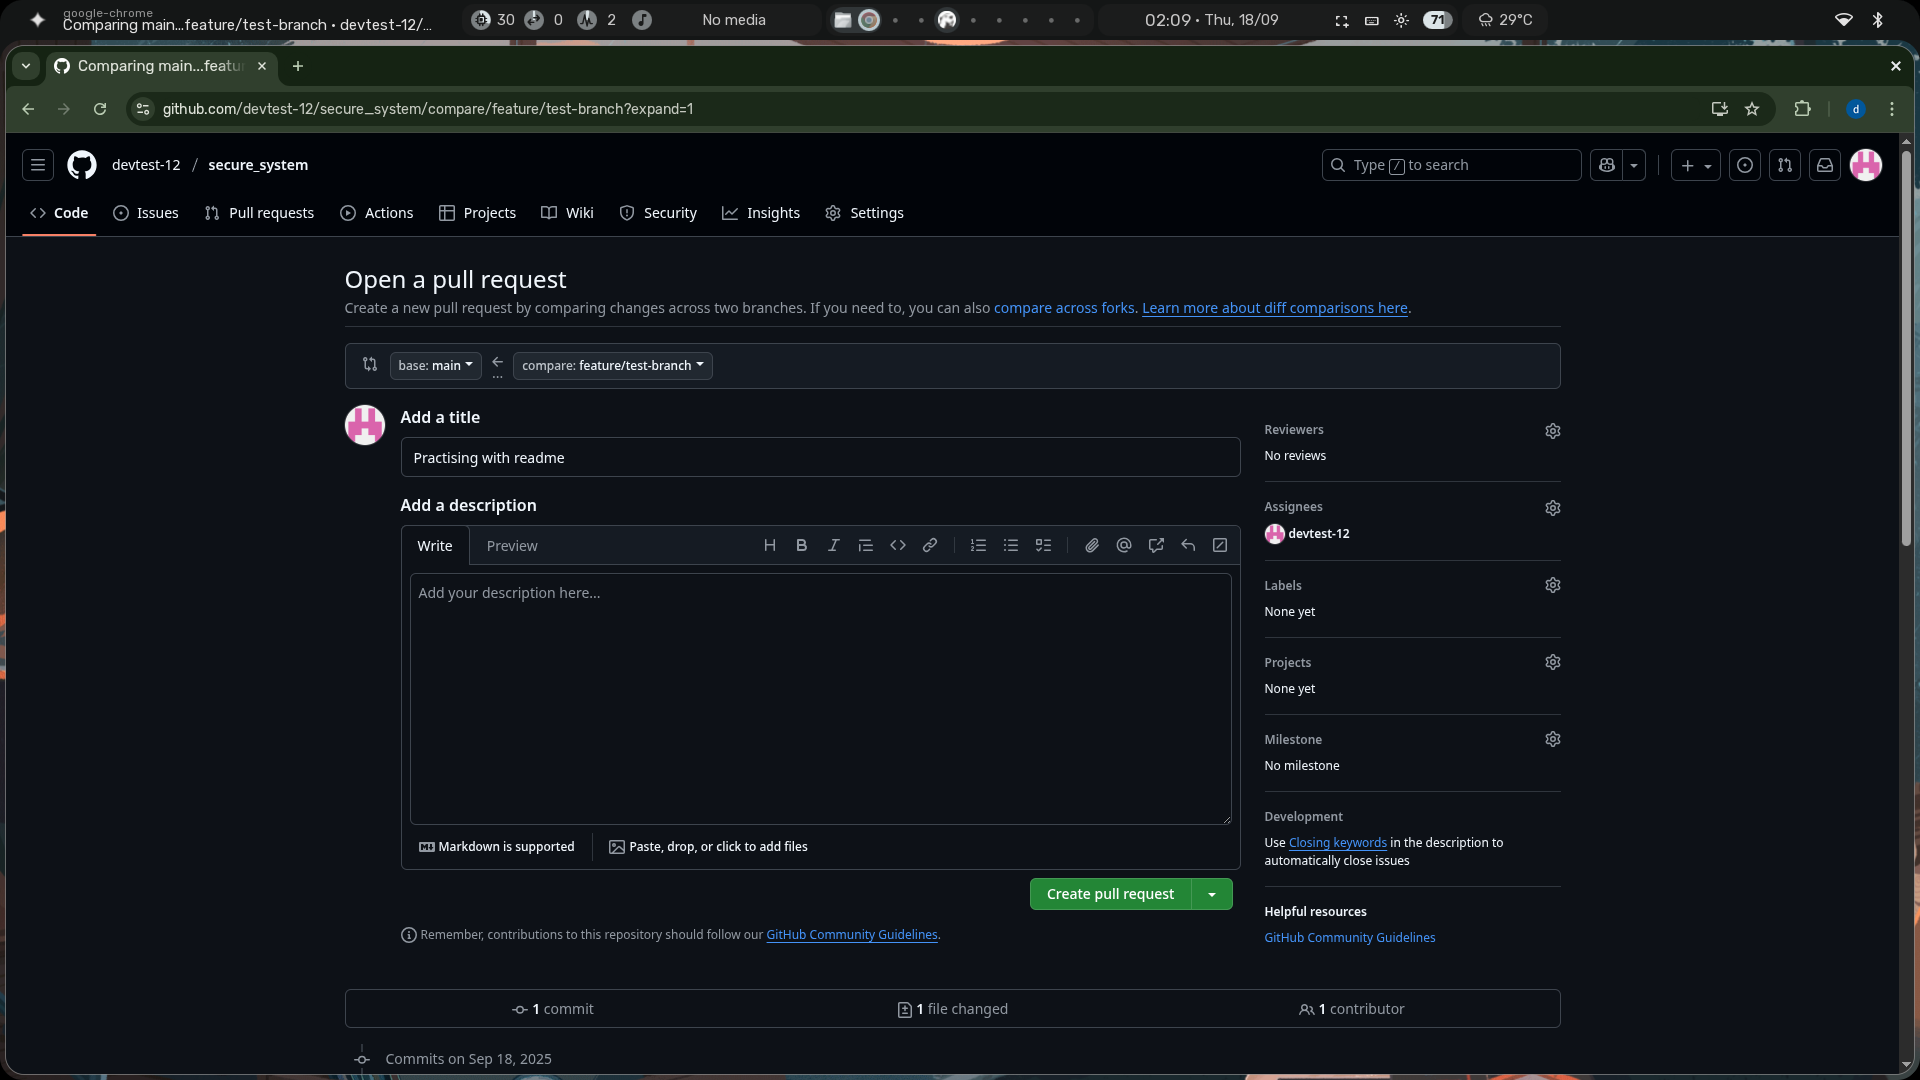 google-chrome
Comparing main...feature/test-branch • devtest-12/...
30 0 2 No media 02:09 • Thu, 18/09 71 29°C
Comparing main...featu
github.com/devtest-12/secure_system/compare/feature/test-branch?expand=1 d
devtest-12 / secure_system Type / to search
Code Issues Pull requests Actions Projects Wiki Security Insights Settings
Open a pull request
Create a new pull request by comparing changes across two branches. If you need to, you can also compare across forks. Learn more about diff comparisons here.
base: main ... compare: feature/test-branch
Add a title
Practising with readme
Add a description
Write Preview
Add your description here...
Markdown is supported Paste, drop, or click to add files
Create pull request
Remember, contributions to this repository should follow our GitHub Community Guidelines.
Reviewers
No reviews
Assignees
devtest-12
Labels
None yet
Projects
None yet
Milestone
No milestone
Development
Use Closing keywords in the description to
automatically close issues
Helpful resources
GitHub Community Guidelines
1 commit 1 file changed 1 contributor
Commits on Sep 18, 2025